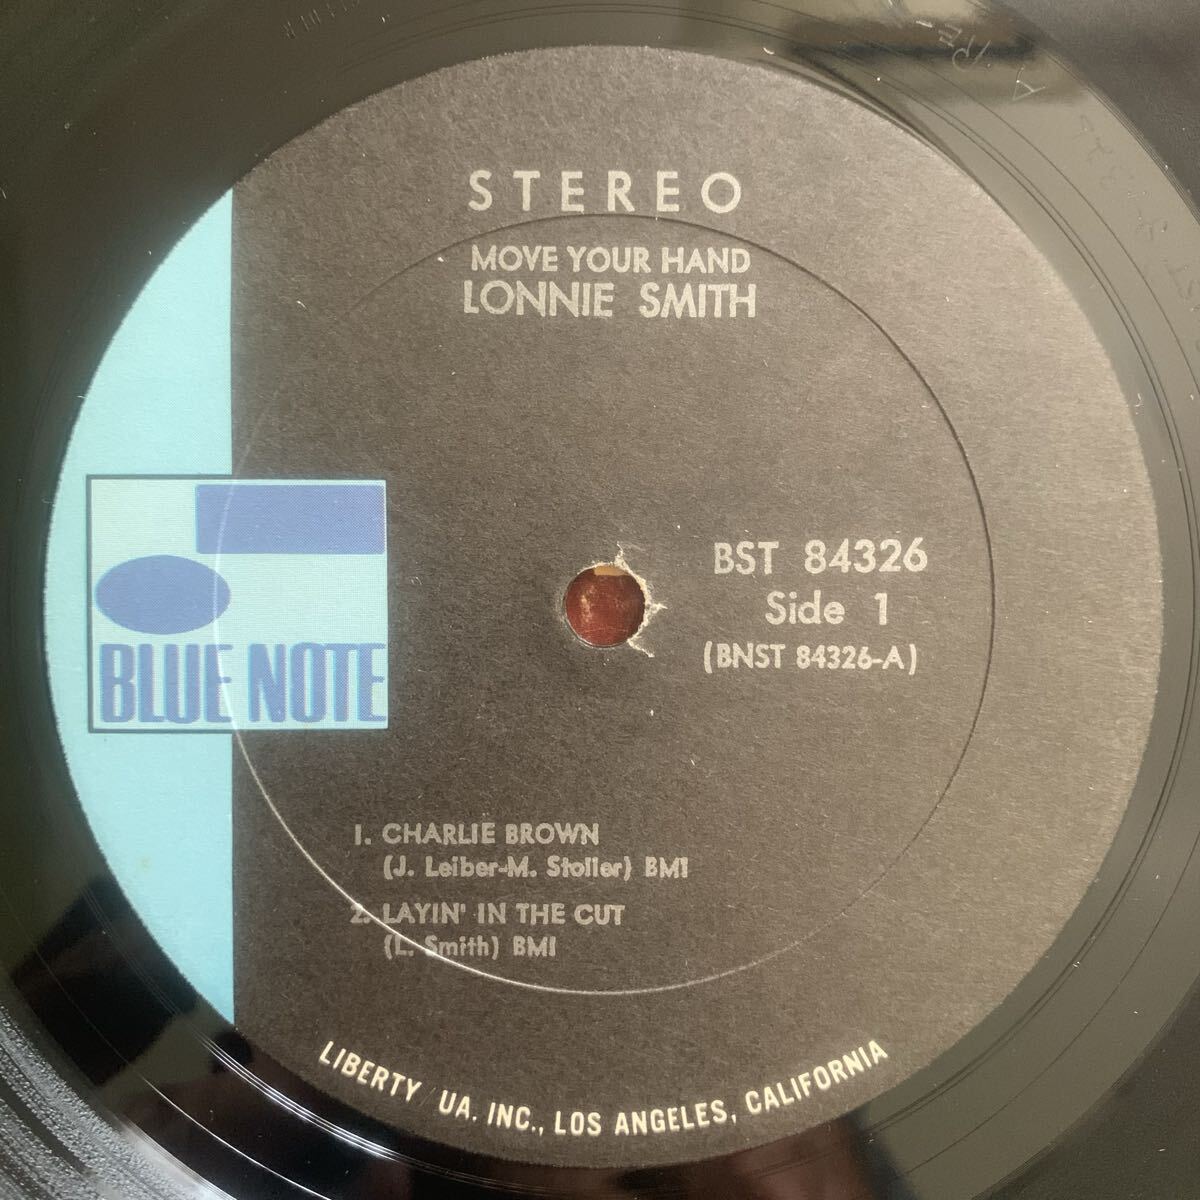 STEREO
MOVE YOUR HAND
LONNIE SMITH
BST 84326
Side 1
(BNST 84326-A)
BLUE NOTE
1. CHARLIE BROWN
(J. Leiber-M. Stoller) BMI
2. LAYIN' IN THE CUT
(L. Smith) BMI
LIBERTY UA, INC., LOS ANGELES, CALIFORNIA